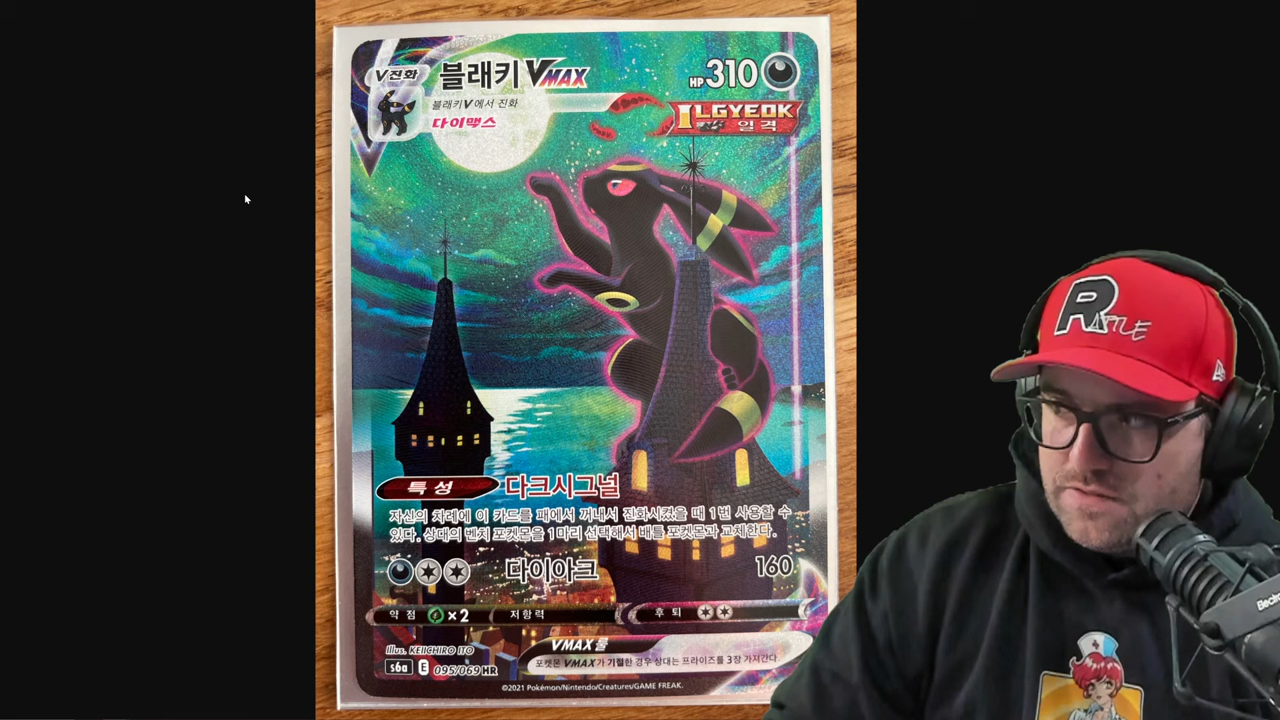 V진화
블래키VMAX
HP310
블래키V에서 진화
다이맥스
ILGYEOK
일격
특성 다크시그널
자신의 차례에 이 카드를 패에서 꺼내서 진화시켰을 때 1번 사용할 수
있다. 상대의 벤치 포켓몬을 1마리 선택해서 배틀 포켓몬과 교체한다.
다이아크 160
약점 ×2 저항력 후퇴
Illus. KEIICHIRO ITO
VMAX룰
s6a E 095/069 HR
포켓몬VMAX가 기절한 경우 상대는 프라이즈를 3장 가져간다.
©2021 Pokémon/Nintendo/Creatures/GAME FREAK.
RATTLE